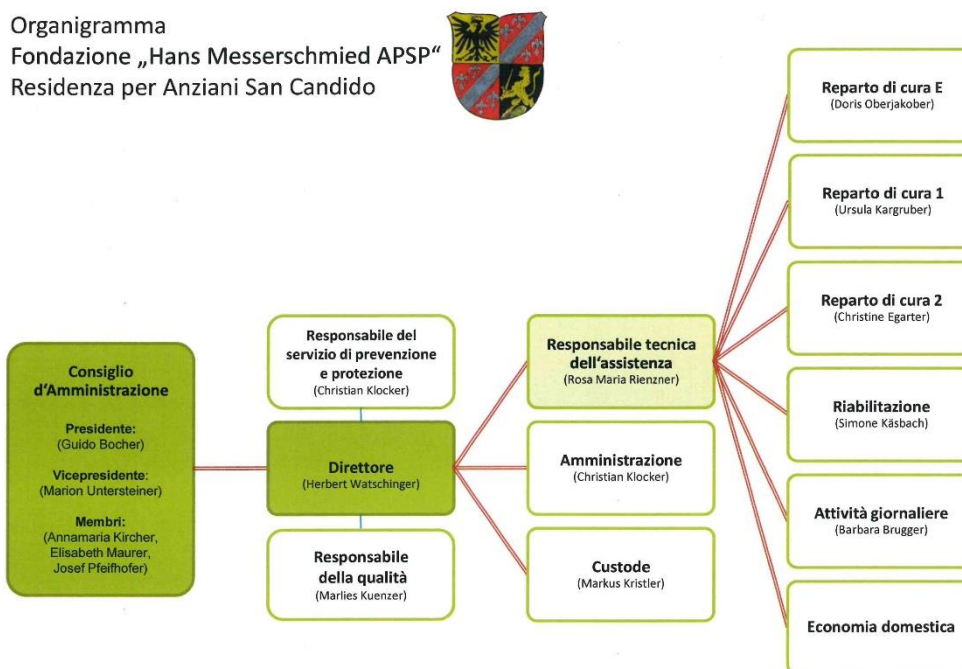 Organigramma
Fondazione „Hans Messerschmied APSP“
Residenza per Anziani San Candido
Consiglio
d‘Amministrazione
Presidente:
(Guido Bocher)
Vicepresidente:
(Marion Untersteiner)
Membri:
(Annamaria Kircher,
Elisabeth Maurer,
Josef Pfeifhofer)
Responsabile del
servizio di prevenzione
e protezione
(Christian Klocker)
Direttore
(Herbert Watschinger)
Responsabile
della qualità
(Marlies Kuenzer)
Responsabile tecnica
dell‘assistenza
(Rosa Maria Rienzner)
Amministrazione
(Christian Klocker)
Custode
(Markus Kristler)
Reparto di cura E
(Doris Oberjakober)
Reparto di cura 1
(Ursula Kargruber)
Reparto di cura 2
(Christine Egarter)
Riabilitazione
(Simone Käsbach)
Attività giornaliere
(Barbara Brugger)
Economia domestica